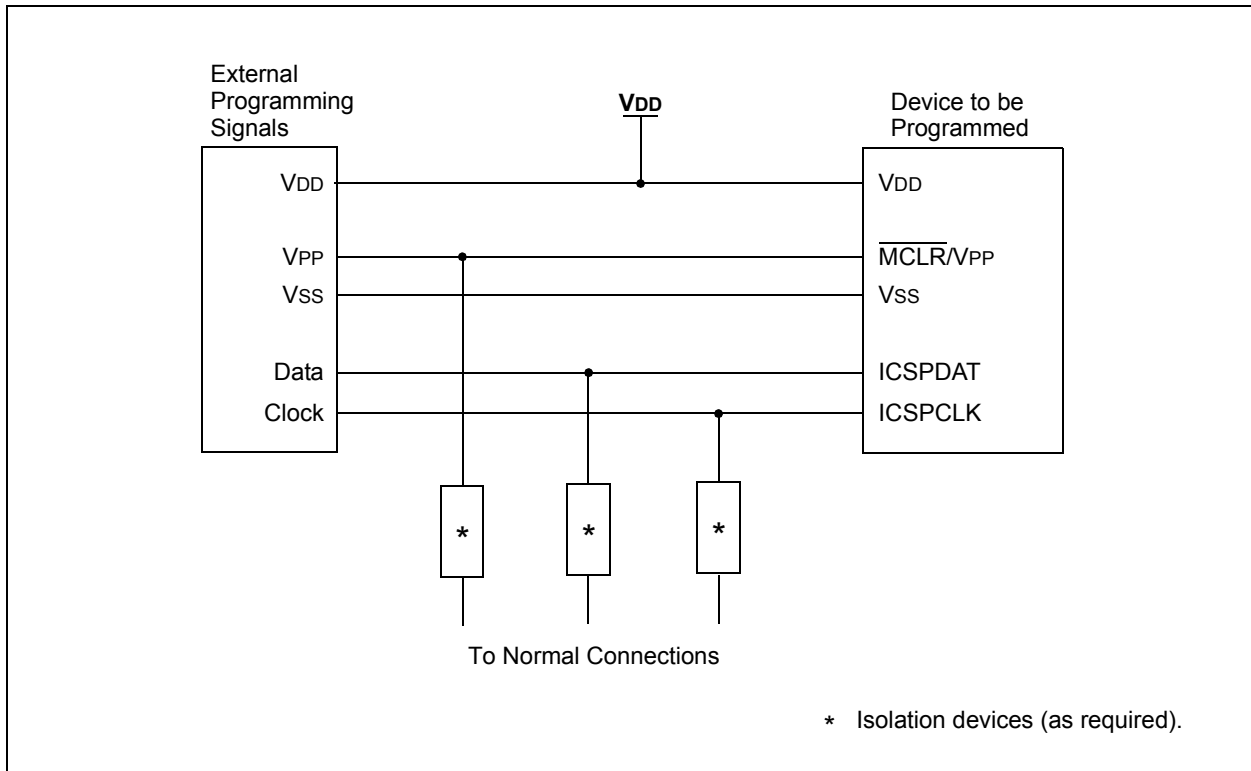 External
Programming
Signals
VDD
Device to be
Programmed
VDD
VDD
VPP
MCLR/VPP
VSS
VSS
Data
ICSPDAT
Clock
ICSPCLK
*
*
*
To Normal Connections
* Isolation devices (as required).